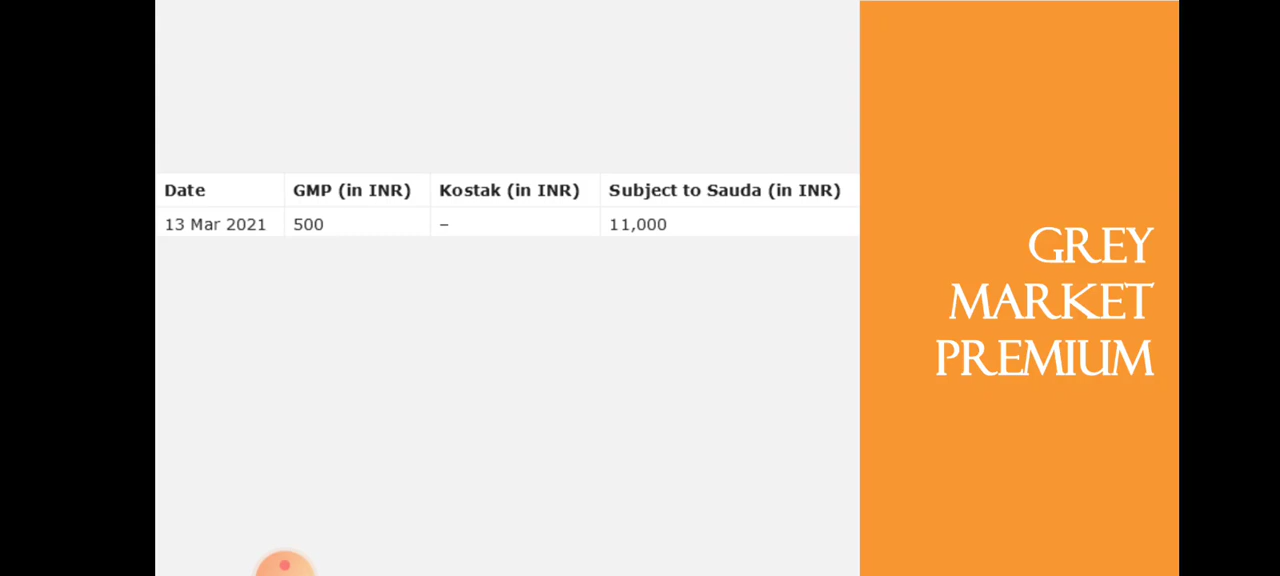 Date GMP (in INR) Kostak (in INR) Subject to Sauda (in INR)
13 Mar 2021 500 – 11,000
GREY
MARKET
PREMIUM